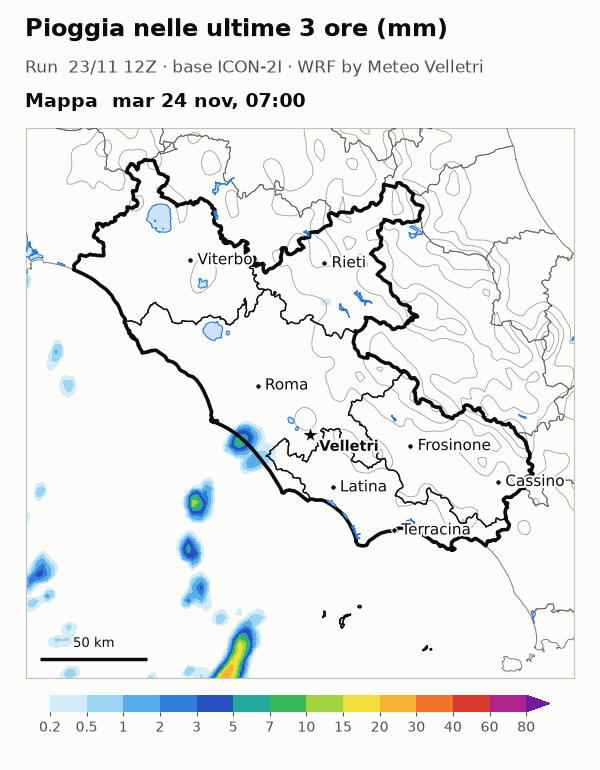 Pioggia nelle ultime 3 ore (mm)
Run 23/11 12Z · base ICON-2I · WRF by Meteo Velletri
Mappa mar 24 nov, 07:00
Viterbo
Rieti
Roma
Velletri
Frosinone
Cassino
Latina
Terracina
50 km
0.2 0.5 1 2 3 5 7 10 15 20 30 40 60 80